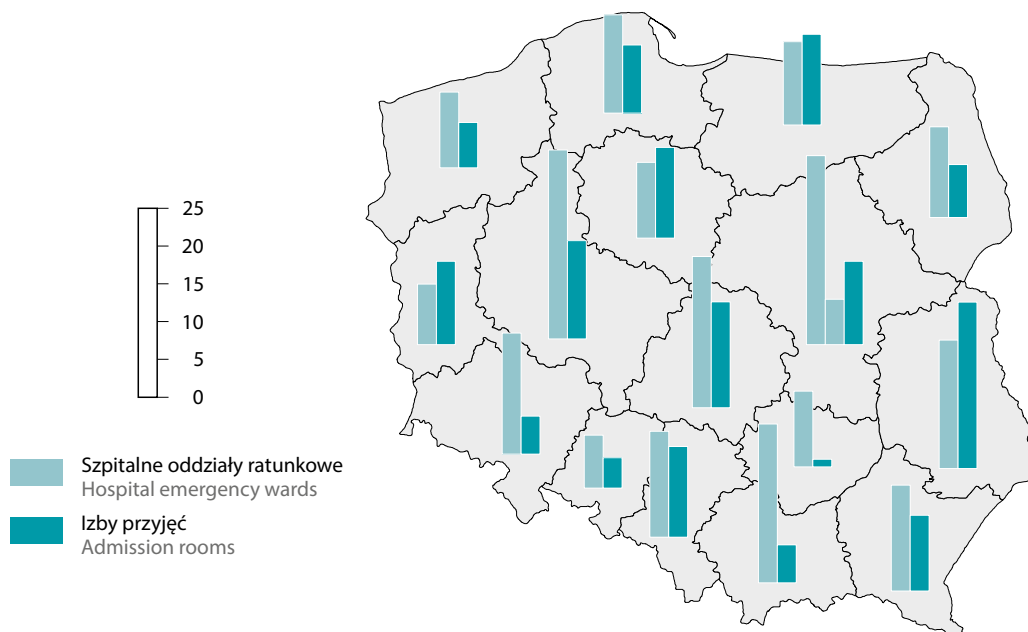 25
20
15
10
5
0
Szpitalne oddziały ratunkowe
Hospital emergency wards
Izby przyjęć
Admission rooms